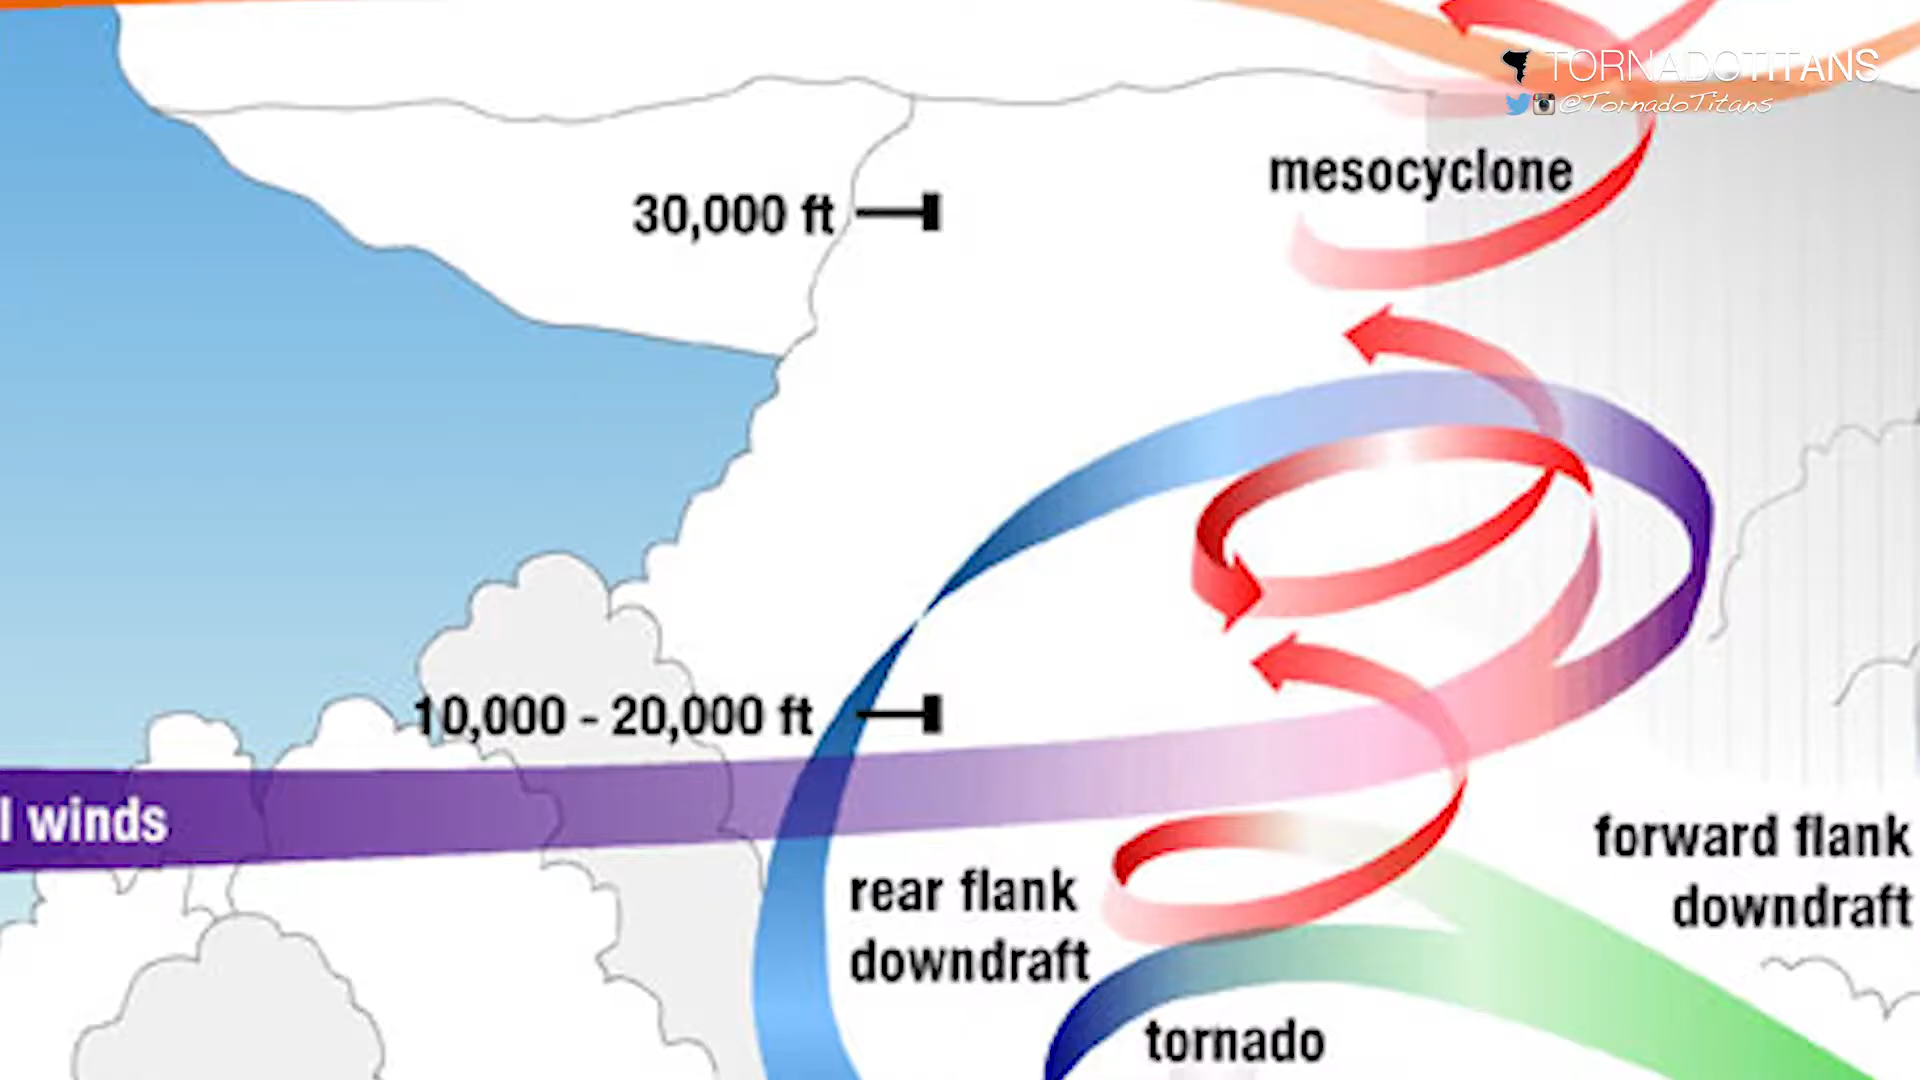 TORNADOTITANS
@TornadoTitans
mesocyclone
30,000 ft
10,000 - 20,000 ft
l winds
rear flank
downdraft
forward flank
downdraft
tornado